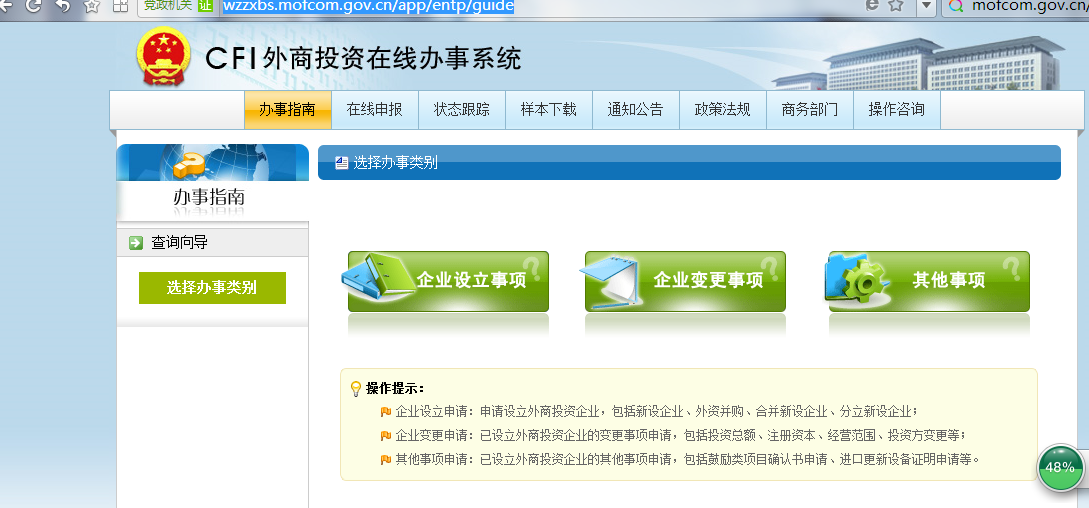 党政机关 证 wzzxbs.mofcom.gov.cn/app/entp/guide mofcom.gov.cn/
CFI外商投资在线办事系统
办事指南 在线申报 状态跟踪 样本下载 通知公告 政策法规 商务部门 操作咨询
选择办事类别
办事指南
查询向导
选择办事类别
企业设立事项 企业变更事项 其他事项
操作提示:
企业设立申请:申请设立外商投资企业,包括新设企业、外资并购、合并新设企业、分立新设企业;
企业变更申请:已设立外商投资企业的变更事项申请,包括投资总额、注册资本、经营范围、投资方变更等;
其他事项申请:已设立外商投资企业的其他事项申请,包括鼓励类项目确认书申请、进口更新设备证明申请等。
48%